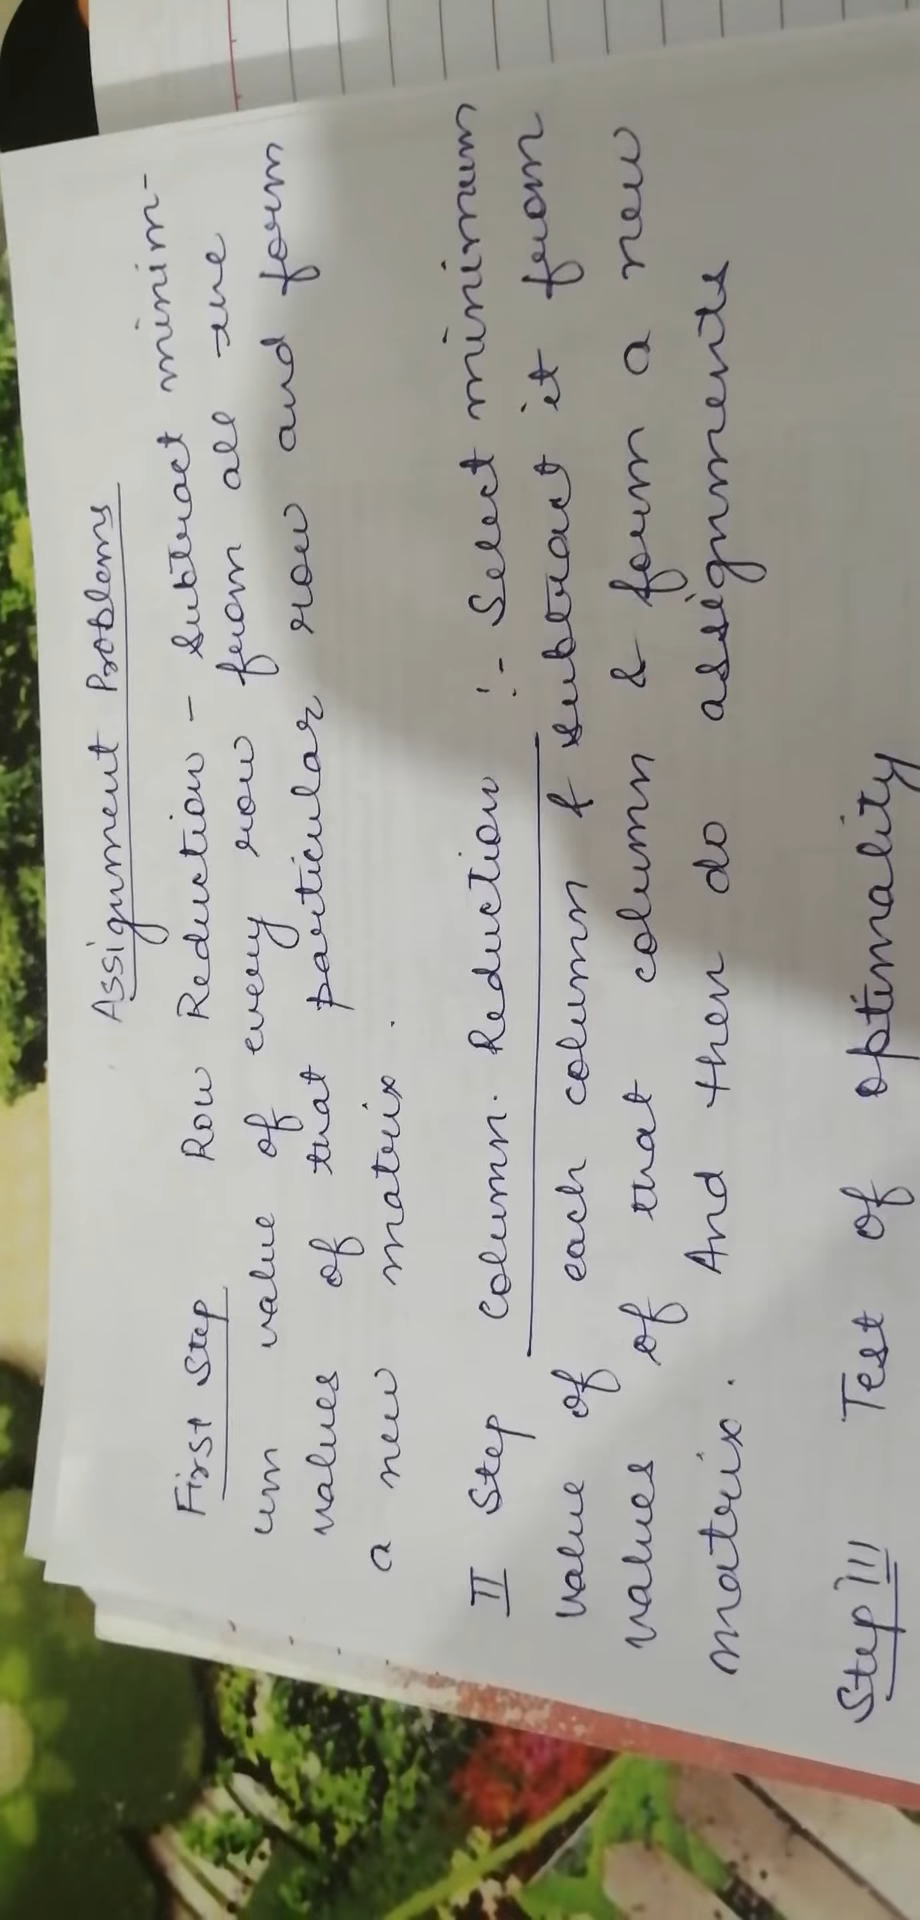 Assignment Problems
First Step Row Reduction - Subtract minim-
um value of every row from all the
values of that particular row and form
a new matrix.
II Step Column. Reduction :- Select minimum
value of each column & subtract it from
values of that column & form a new
matrix. And then do assignments
Step III Test of optimality